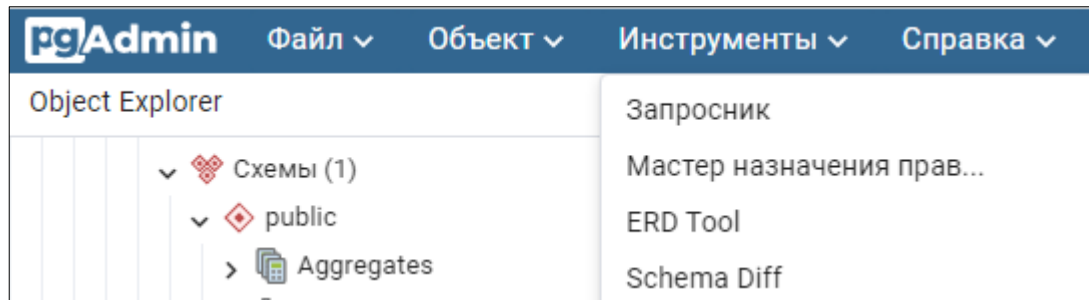 pgAdmin Файл Объект Инструменты Справка
Object Explorer
Запросник
Схемы (1)
Мастер назначения прав...
public
ERD Tool
Aggregates
Schema Diff